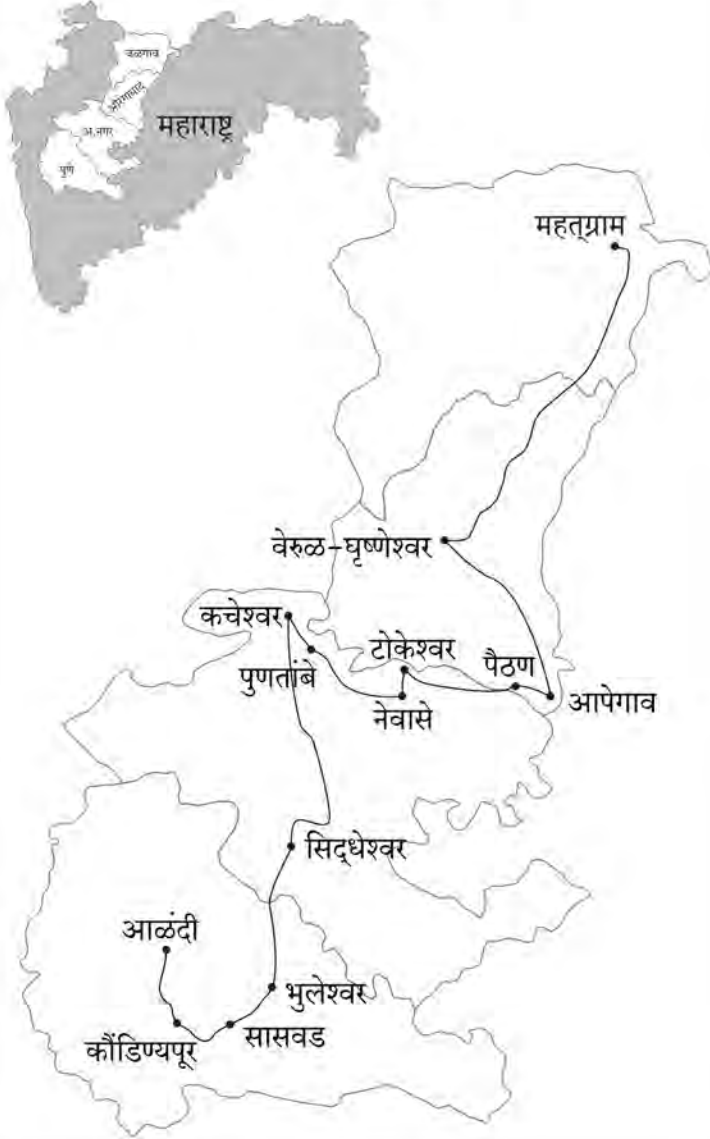 जळगाव
औरंगाबाद
अ.नगर
महाराष्ट्र
पुणे
महत्ग्राम
वेरुळ-घृष्णेश्वर
कचेश्वर
टोकेश्वर
पैठण
पुणतांबे
नेवासे
आपेगाव
सिद्धेश्वर
आळंदी
भुलेश्वर
सासवड
कौंडिण्यपूर